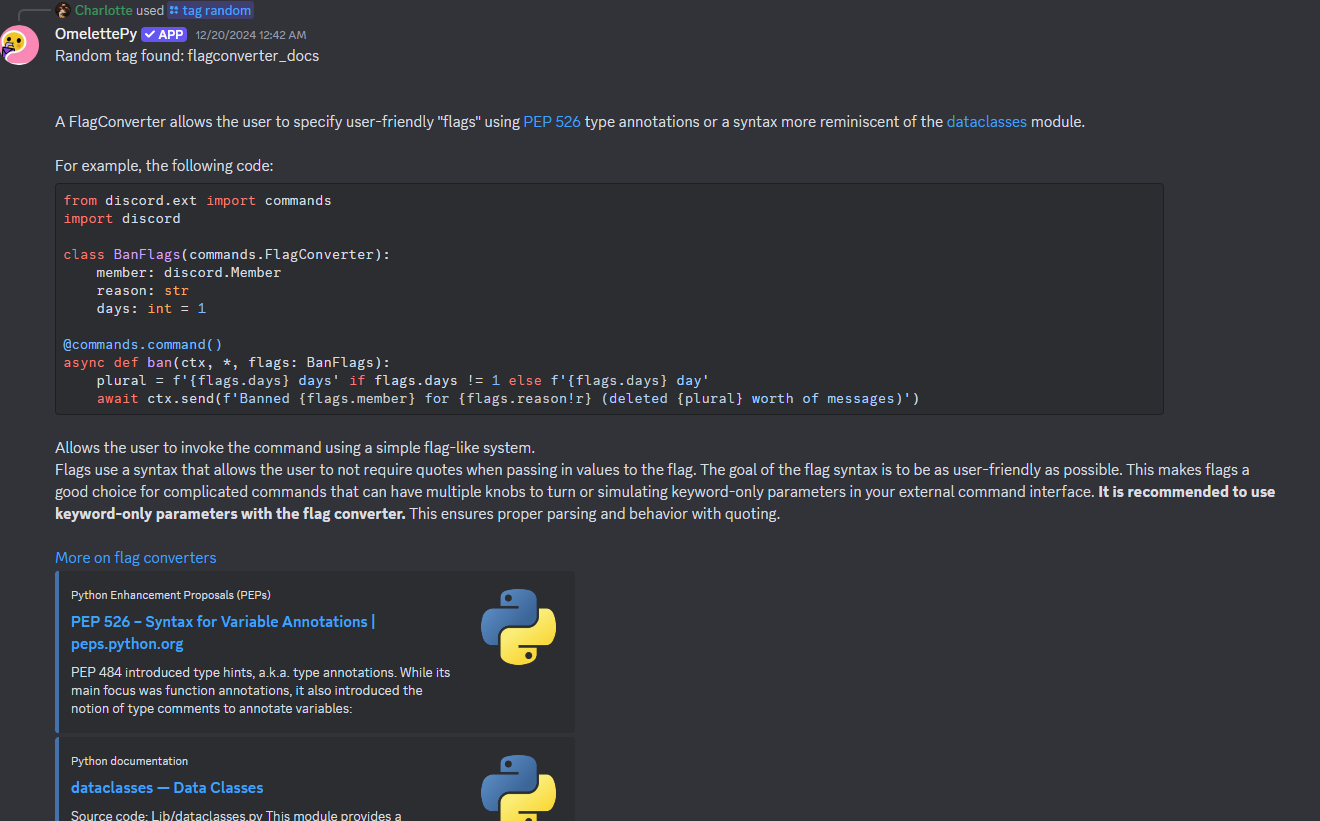 Charlotte used tag random
OmelettePy ✓ APP 12/20/2024 12:42 AM
Random tag found: flagconverter_docs
A FlagConverter allows the user to specify user-friendly "flags" using PEP 526 type annotations or a syntax more reminiscent of the dataclasses module.
For example, the following code:
from discord.ext import commands
import discord
class BanFlags(commands.FlagConverter):
    member: discord.Member
    reason: str
    days: int = 1
@commands.command()
async def ban(ctx, *, flags: BanFlags):
    plural = f'{flags.days} days' if flags.days != 1 else f'{flags.days} day'
    await ctx.send(f'Banned {flags.member} for {flags.reason!r} (deleted {plural} worth of messages)')
Allows the user to invoke the command using a simple flag-like system.
Flags use a syntax that allows the user to not require quotes when passing in values to the flag. The goal of the flag syntax is to be as user-friendly as possible. This makes flags a
good choice for complicated commands that can have multiple knobs to turn or simulating keyword-only parameters in your external command interface. It is recommended to use
keyword-only parameters with the flag converter. This ensures proper parsing and behavior with quoting.
More on flag converters
Python Enhancement Proposals (PEPs)
PEP 526 – Syntax for Variable Annotations |
peps.python.org
PEP 484 introduced type hints, a.k.a. type annotations. While its
main focus was function annotations, it also introduced the
notion of type comments to annotate variables:
Python documentation
dataclasses — Data Classes
Source code: Lib/dataclasses.py This module provides a